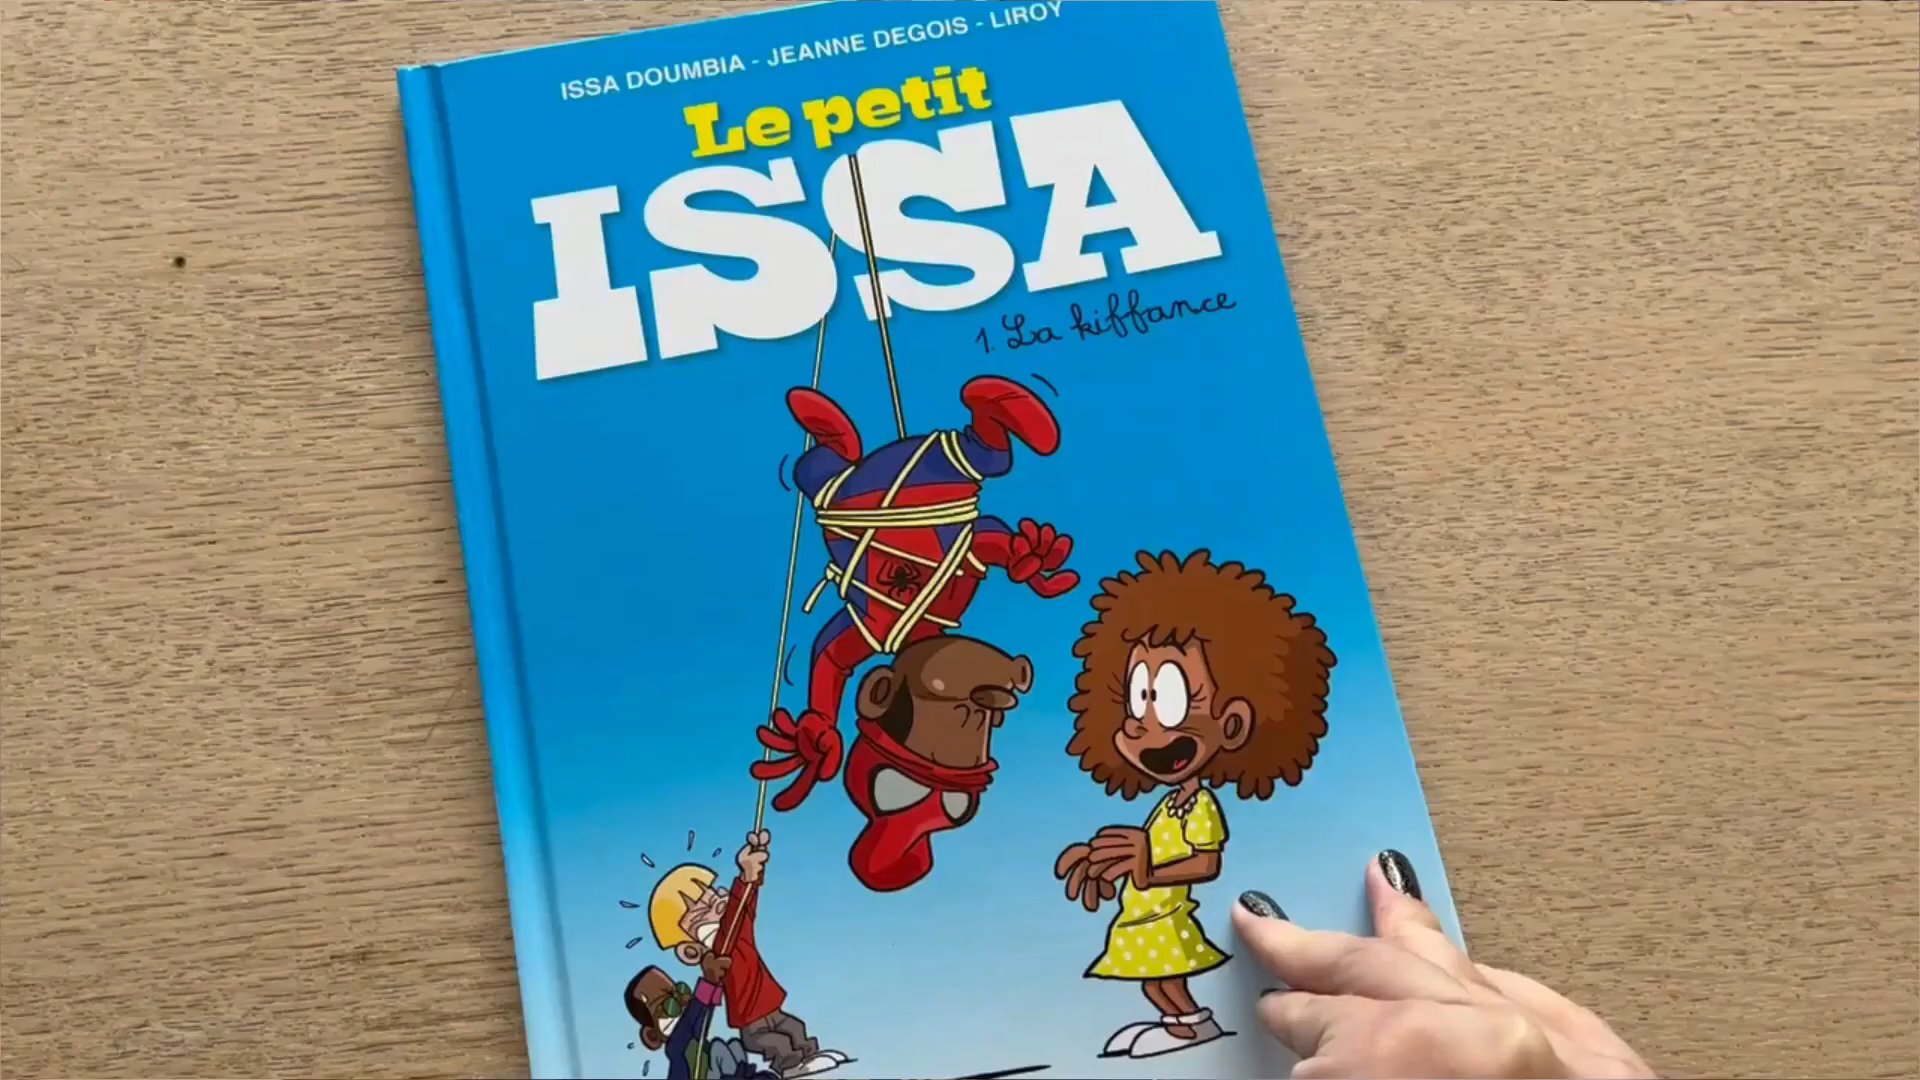 ISSA DOUMBIA - JEANNE DEGOIS - LIROY
Le petit
ISSA
1. La kiffance